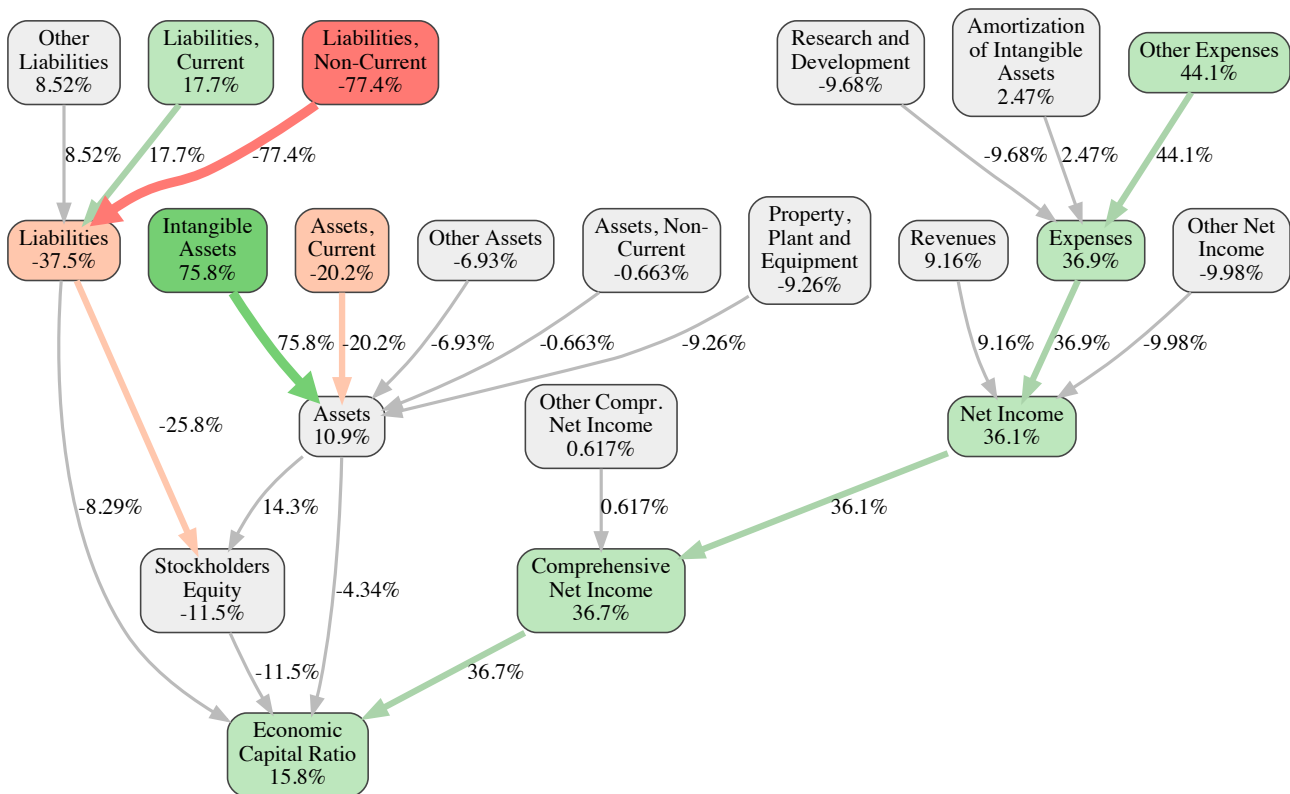 Other
Liabilities
8.52%
Liabilities,
Current
17.7%
Liabilities,
Non-Current
-77.4%
Research and
Development
-9.68%
Amortization
of Intangible
Assets
2.47%
Other Expenses
44.1%
8.52%
17.7%
-77.4%
-9.68%
2.47%
44.1%
Liabilities
-37.5%
Intangible
Assets
75.8%
Assets,
Current
-20.2%
Other Assets
-6.93%
Assets, Non-
Current
-0.663%
Property,
Plant and
Equipment
-9.26%
Revenues
9.16%
Expenses
36.9%
Other Net
Income
-9.98%
75.8%
-20.2%
-6.93%
-0.663%
-9.26%
9.16%
36.9%
-9.98%
Assets
10.9%
Other Compr.
Net Income
0.617%
Net Income
36.1%
-25.8%
-8.29%
14.3%
0.617%
36.1%
Stockholders
Equity
-11.5%
-4.34%
Comprehensive
Net Income
36.7%
-11.5%
36.7%
Economic
Capital Ratio
15.8%